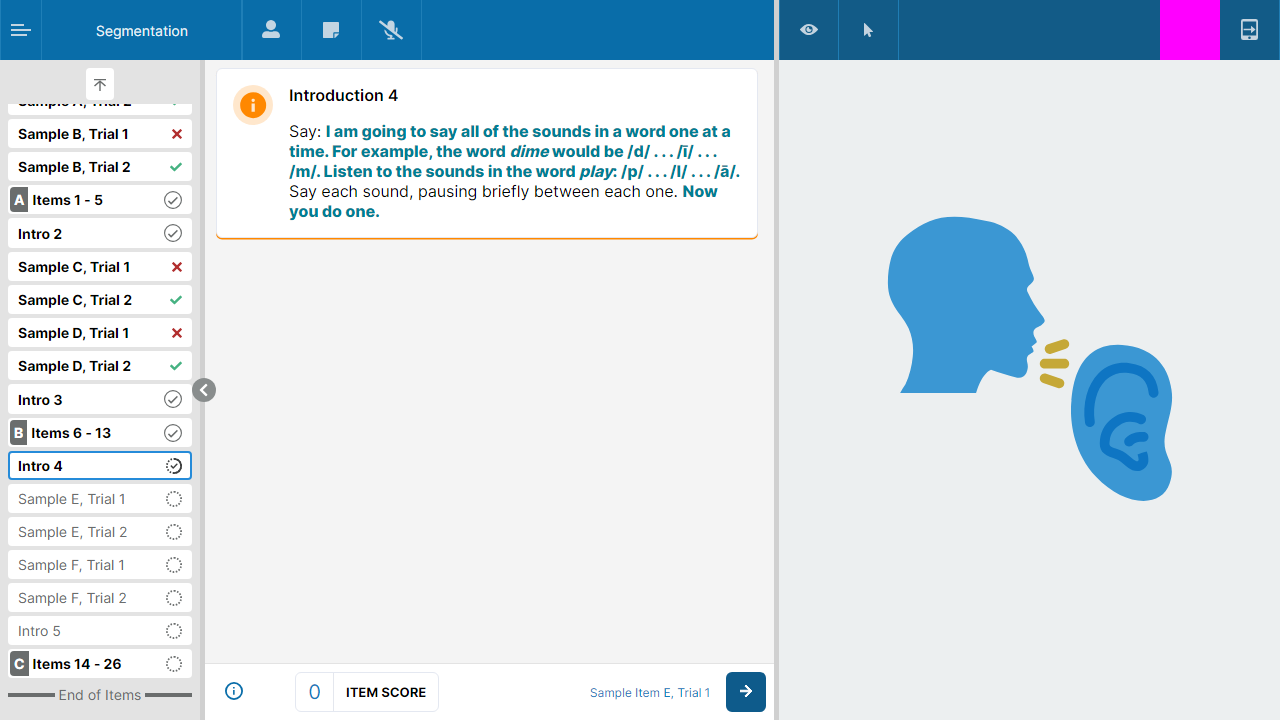 Segmentation
Sample A, Trial 2
Sample B, Trial 1
Sample B, Trial 2
A Items 1 - 5
Intro 2
Sample C, Trial 1
Sample C, Trial 2
Sample D, Trial 1
Sample D, Trial 2
Intro 3
B Items 6 - 13
Intro 4
Sample E, Trial 1
Sample E, Trial 2
Sample F, Trial 1
Sample F, Trial 2
Intro 5
C Items 14 - 26
End of Items
Introduction 4
Say: I am going to say all of the sounds in a word one at a
time. For example, the word dime would be /d/ . . . /ī/ . . .
/m/. Listen to the sounds in the word play: /p/ . . . /l/ . . . /ā/.
Say each sound, pausing briefly between each one. Now
you do one.
0 ITEM SCORE
Sample Item E, Trial 1